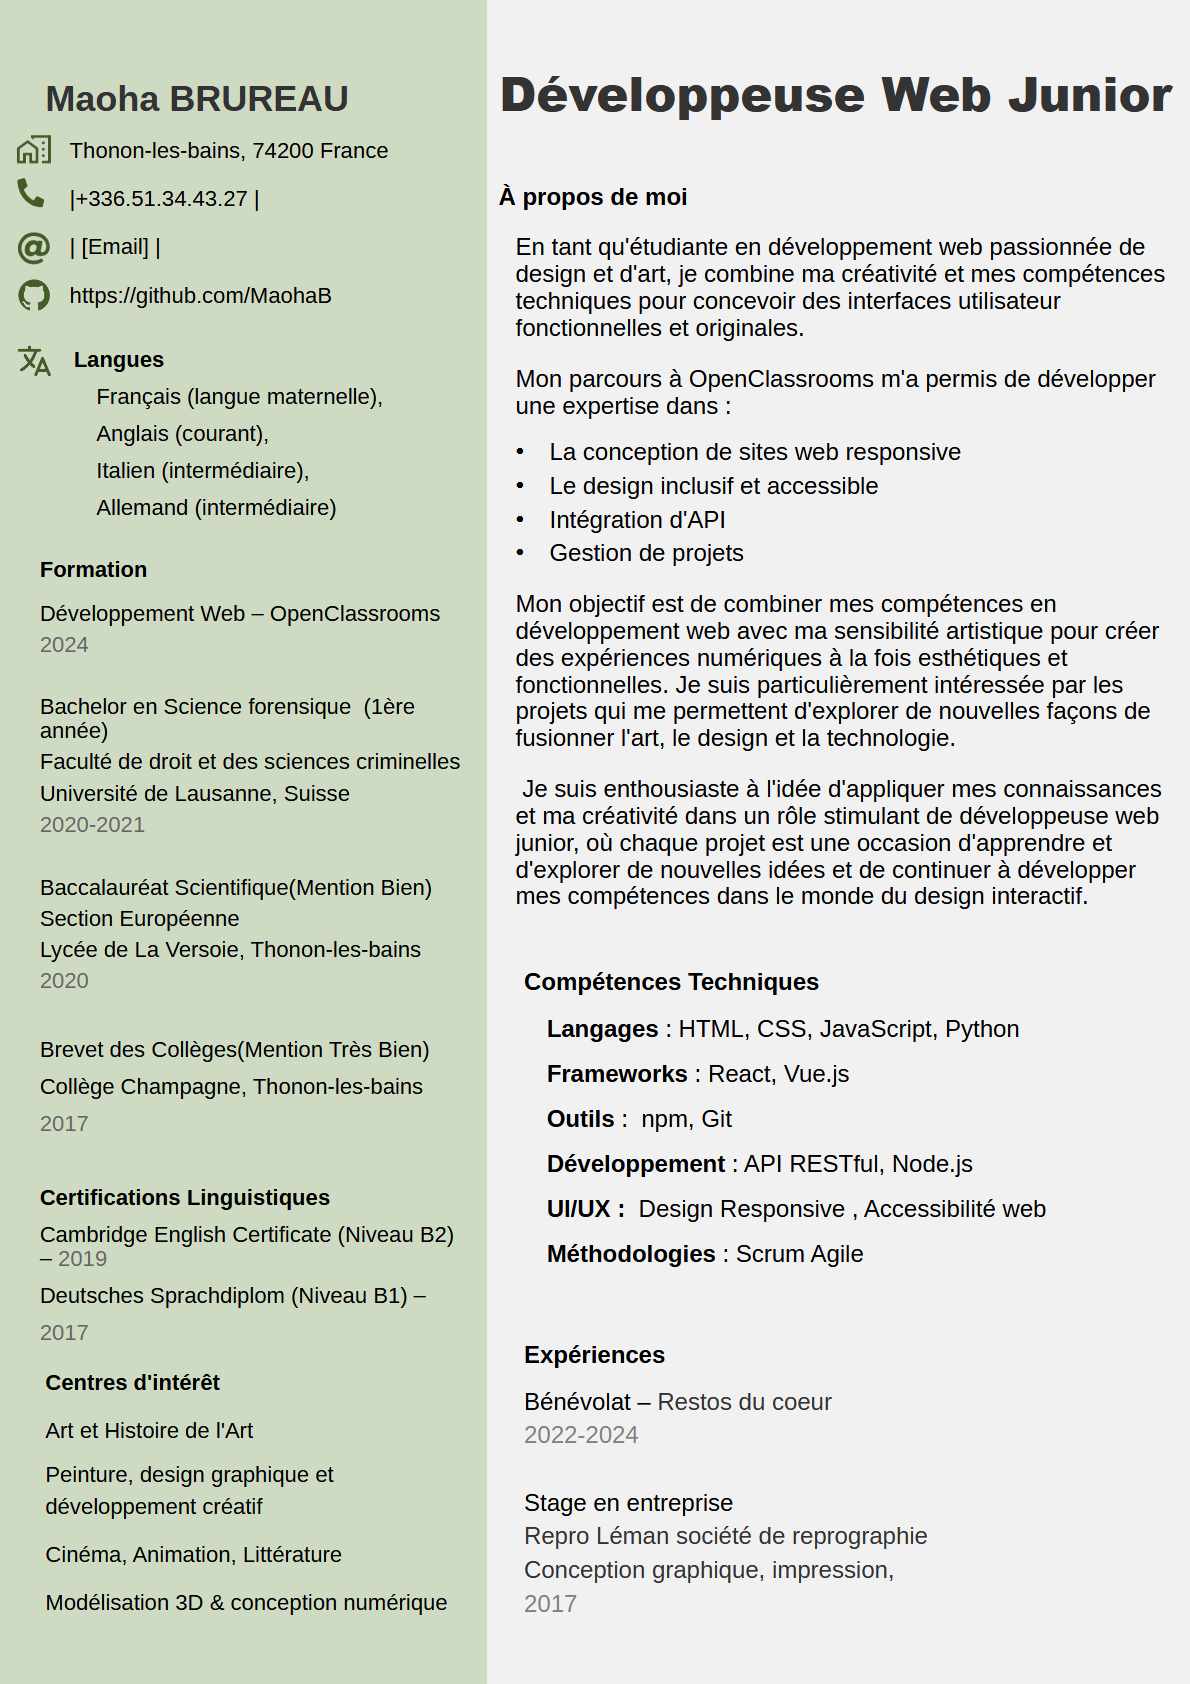 Maoha BRUREAU
Thonon-les-bains, 74200 France
|+336.51.34.43.27 |
| [Email] |
https://github.com/MaohaB
Langues
Français (langue maternelle),
Anglais (courant),
Italien (intermédiaire),
Allemand (intermédiaire)
Formation
Développement Web – OpenClassrooms
2024
Bachelor en Science forensique  (1ère
année)
Faculté de droit et des sciences criminelles
Université de Lausanne, Suisse
2020-2021
Baccalauréat Scientifique(Mention Bien)
Section Européenne
Lycée de La Versoie, Thonon-les-bains
2020
Brevet des Collèges(Mention Très Bien)
Collège Champagne, Thonon-les-bains
2017
Certifications Linguistiques
Cambridge English Certificate (Niveau B2)
– 2019
Deutsches Sprachdiplom (Niveau B1) –
2017
Centres d'intérêt
Art et Histoire de l'Art
Peinture, design graphique et
développement créatif
Cinéma, Animation, Littérature
Modélisation 3D & conception numérique
Développeuse Web Junior
À propos de moi
En tant qu'étudiante en développement web passionnée de
design et d'art, je combine ma créativité et mes compétences
techniques pour concevoir des interfaces utilisateur
fonctionnelles et originales.
Mon parcours à OpenClassrooms m'a permis de développer
une expertise dans :
• La conception de sites web responsive
• Le design inclusif et accessible
• Intégration d'API
• Gestion de projets
Mon objectif est de combiner mes compétences en
développement web avec ma sensibilité artistique pour créer
des expériences numériques à la fois esthétiques et
fonctionnelles. Je suis particulièrement intéressée par les
projets qui me permettent d'explorer de nouvelles façons de
fusionner l'art, le design et la technologie.
Je suis enthousiaste à l'idée d'appliquer mes connaissances
et ma créativité dans un rôle stimulant de développeuse web
junior, où chaque projet est une occasion d'apprendre et
d'explorer de nouvelles idées et de continuer à développer
mes compétences dans le monde du design interactif.
Compétences Techniques
Langages : HTML, CSS, JavaScript, Python
Frameworks : React, Vue.js
Outils :  npm, Git
Développement : API RESTful, Node.js
UI/UX :  Design Responsive , Accessibilité web
Méthodologies : Scrum Agile
Expériences
Bénévolat – Restos du coeur
2022-2024
Stage en entreprise
Repro Léman société de reprographie
Conception graphique, impression,
2017